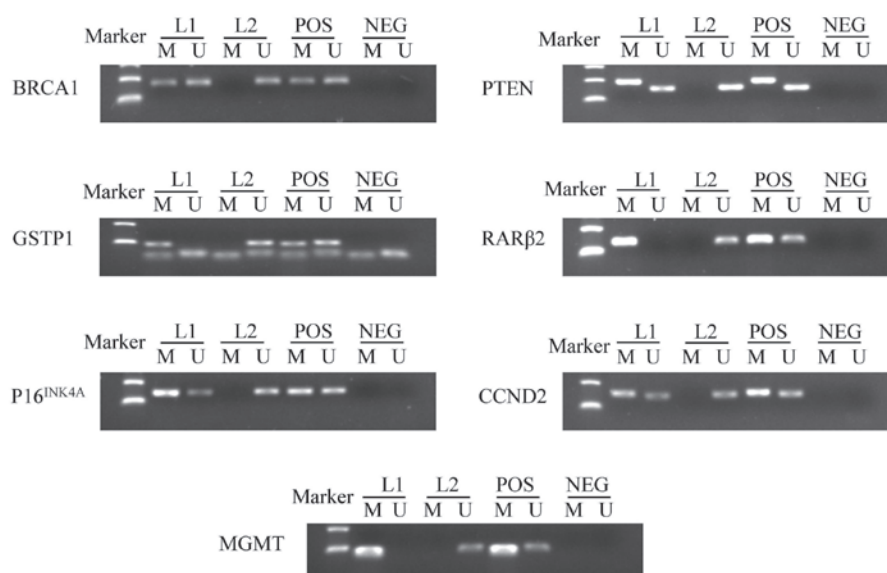 L1 L2 POS NEG
Marker M U M U M U M U
BRCA1
L1 L2 POS NEG
Marker M U M U M U M U
PTEN
L1 L2 POS NEG
Marker M U M U M U M U
GSTP1
L1 L2 POS NEG
Marker M U M U M U M U
RARβ2
L1 L2 POS NEG
Marker M U M U M U M U
P16INK4A
L1 L2 POS NEG
Marker M U M U M U M U
CCND2
L1 L2 POS NEG
Marker M U M U M U M U
MGMT